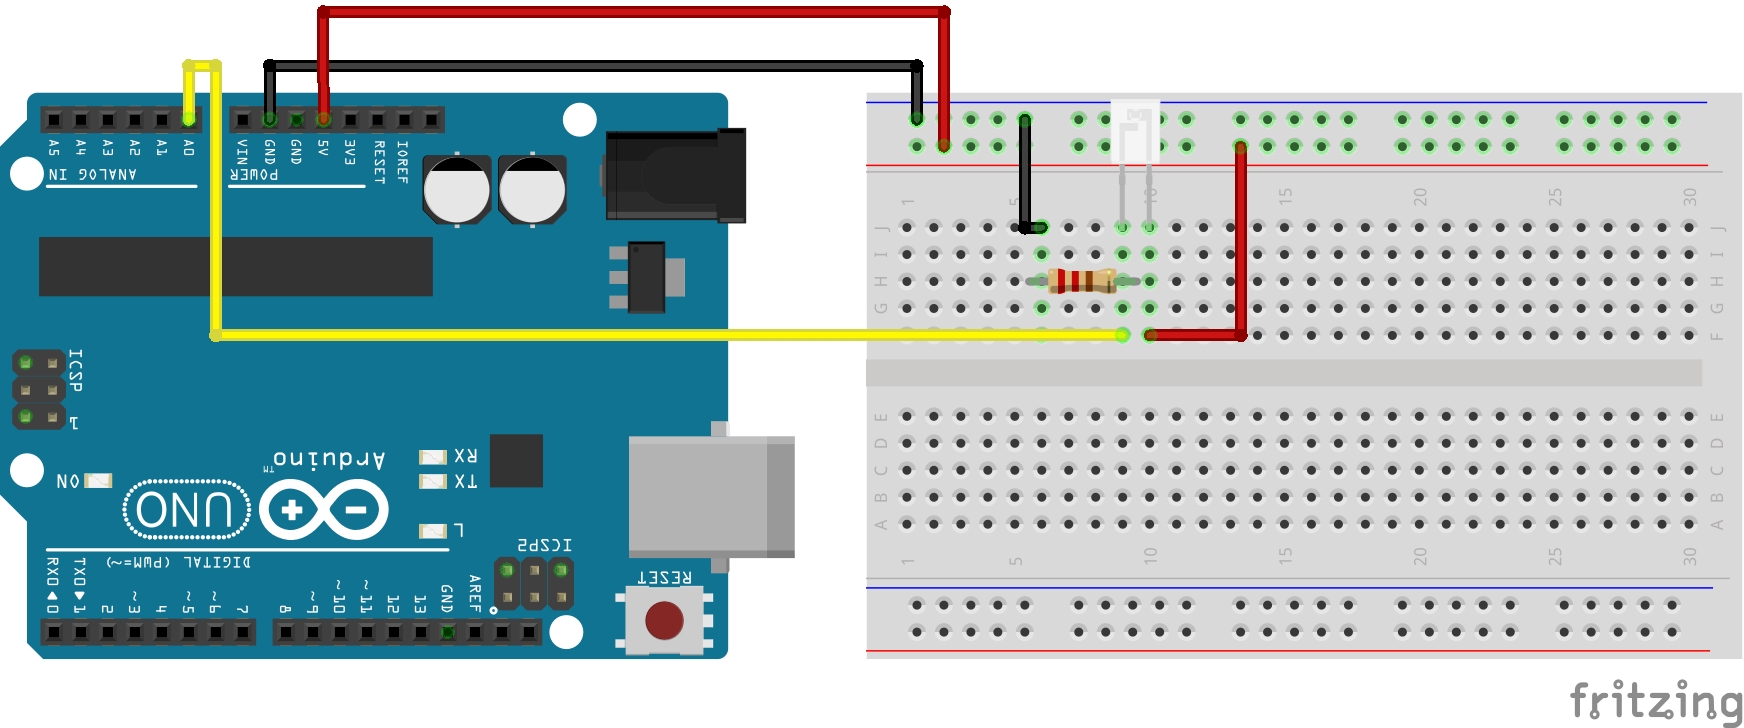 A5 A4 A3 A2 A1 A0 VIN GND GND 5V 3V3 RESET IOREF
ANALOG IN POWER
1 5 10 15 20 25 30
J J
I I
H H
G G
F F
ICSP
1
E E
D D
C C
B B
A A
ON
UNO
Arduino™
RX
TX
L
ICSP2
1 5 10 15 20 25 30
DIGITAL (PWM=~)
RESET
RX0 TX0 AREF
0 1 2 ~3 4 ~5 ~6 7 8 ~9 ~10 ~11 12 13 GND
fritzing